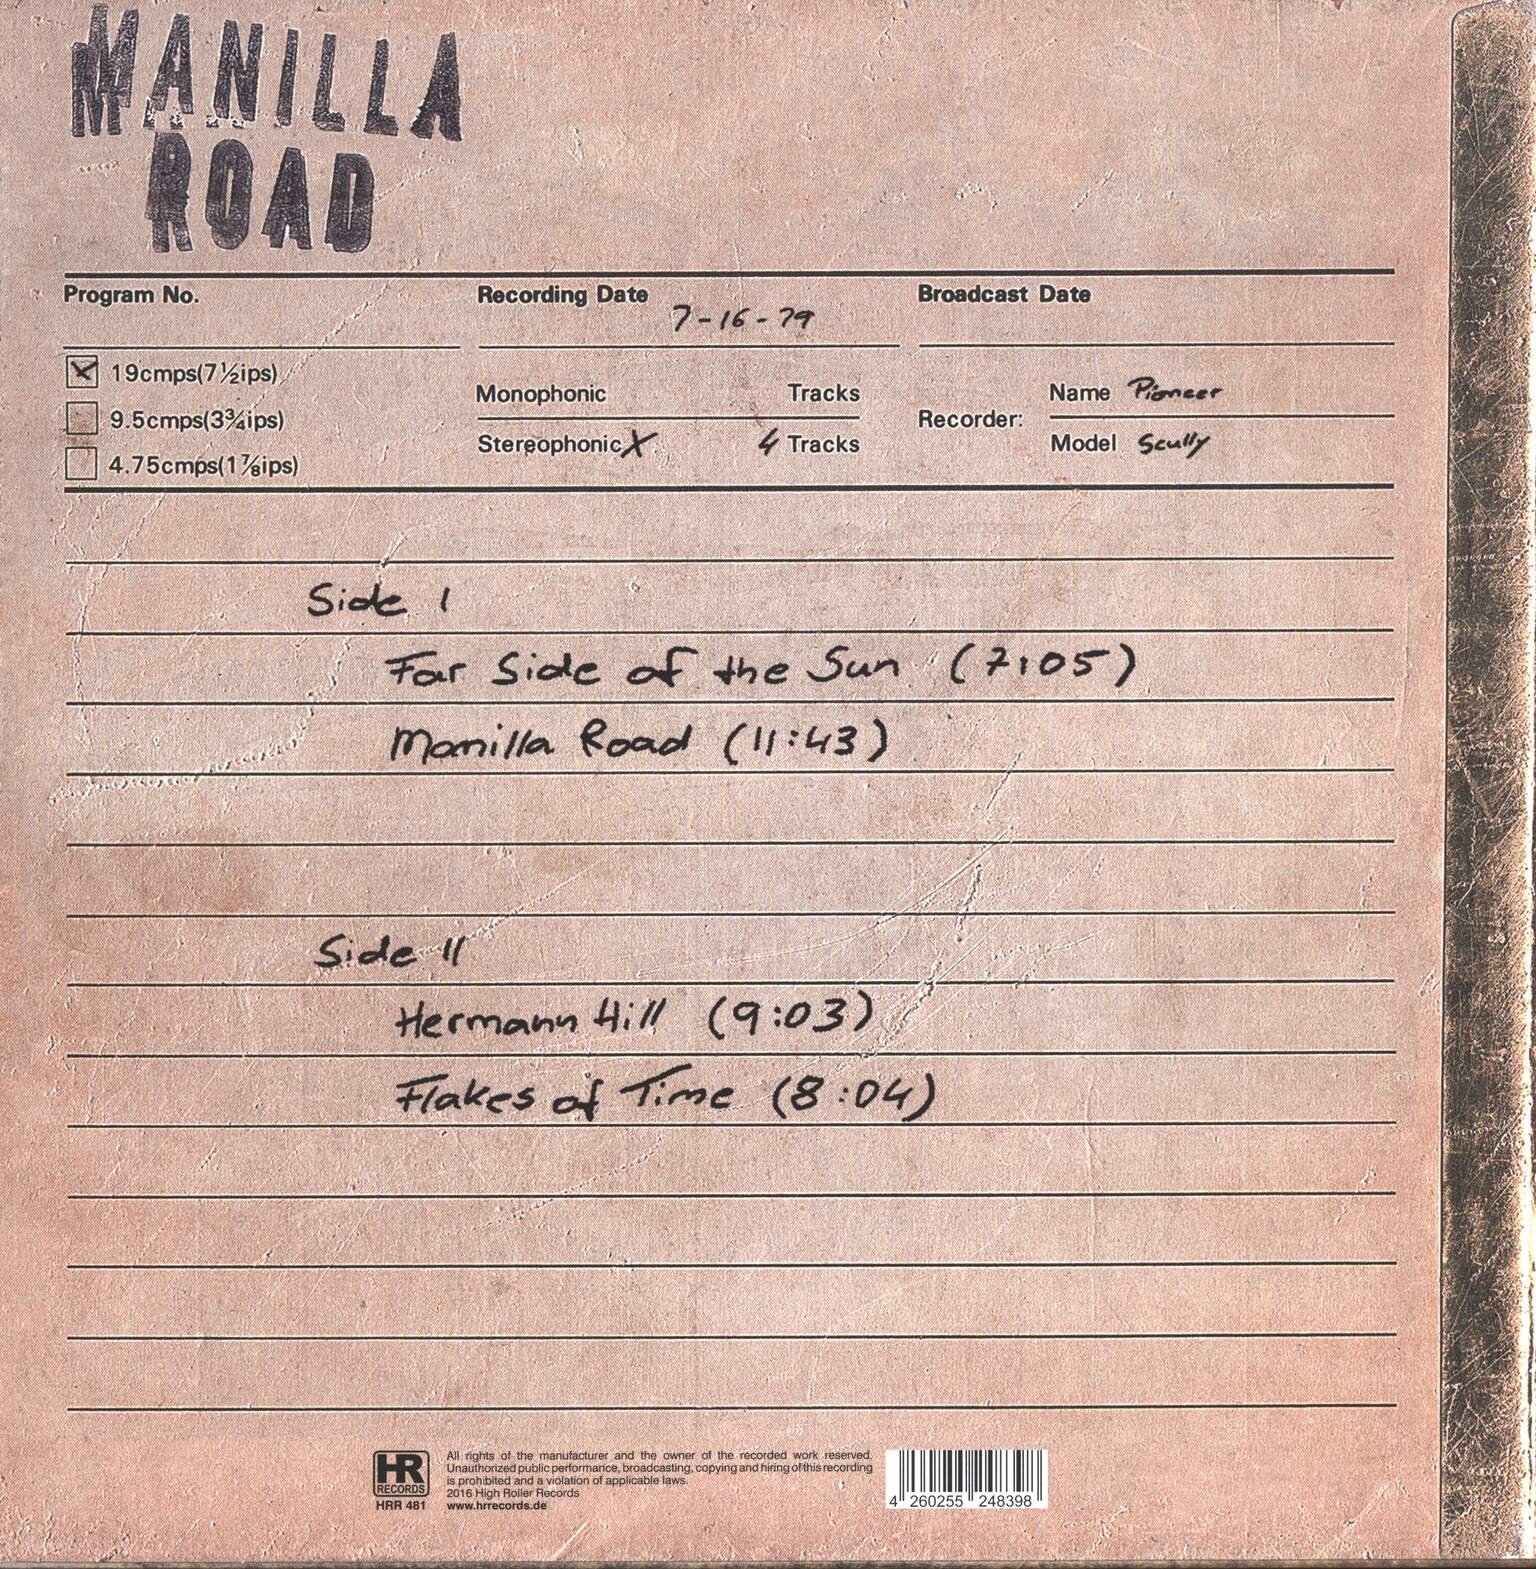 MANILLA
ROAD
Program No.
Recording Date
7-16-79
Broadcast Date
19cmps(7½ips)
9.5cmps(3¾ips)
4.75cmps(1⅞ips)
Monophonic Tracks
Stereophonic X 4 Tracks
Recorder:
Name Pioneer
Model Scully
Side I
Far Side of the Sun (7:05)
Manilla Road (11:43)
Side II
Hermann Hill (9:03)
Flakes of Time (8:04)
HR
RECORDS
HRR 481
All rights of the manufacturer and the owner of the recorded work reserved.
Unauthorized public performance, broadcasting, copying and hiring of this recording
is prohibited and a violation of applicable laws.
2016 High Roller Records
www.hrrecords.de
4 260255 248398